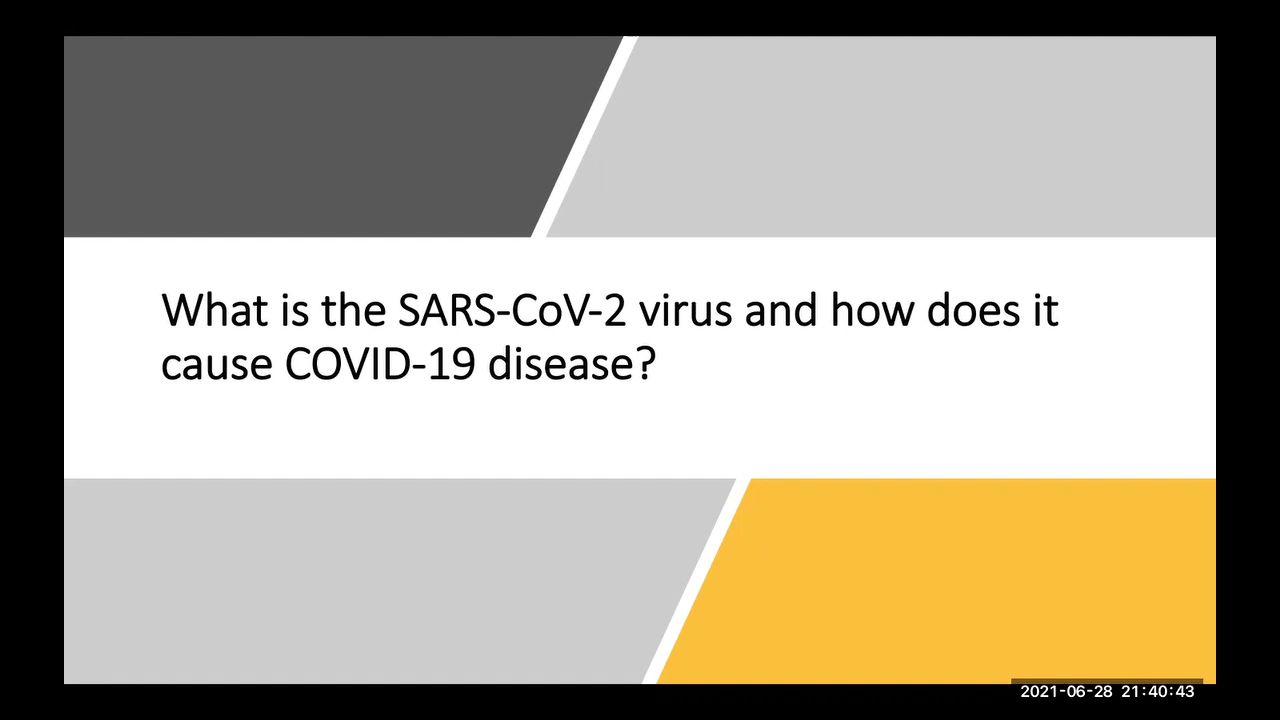 What is the SARS-CoV-2 virus and how does it
cause COVID-19 disease?
2021-06-28 21:40:43